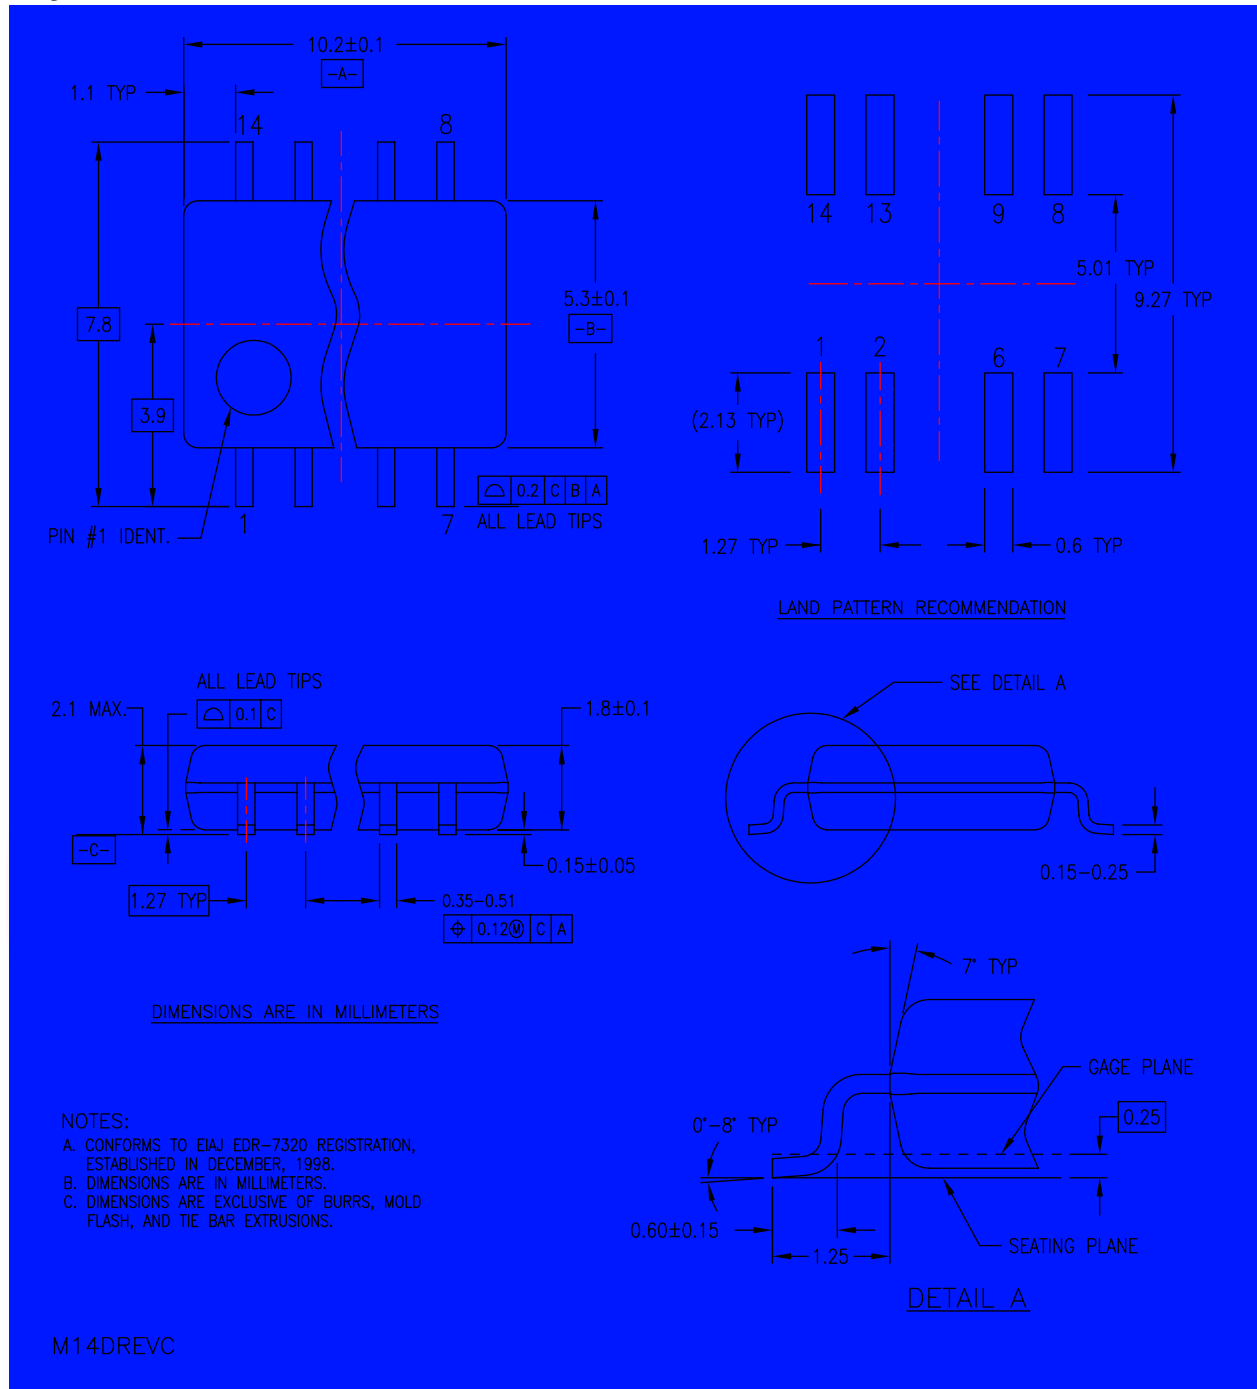 10.2±0.1
-A-
1.1 TYP
14 8
7.8
3.9
5.3±0.1
-B-
0.2 C B A
ALL LEAD TIPS
PIN #1 IDENT.
1 7
14 13 9 8
5.01 TYP
9.27 TYP
1 2 6 7
(2.13 TYP)
1.27 TYP
0.6 TYP
LAND PATTERN RECOMMENDATION
ALL LEAD TIPS
0.1 C
2.1 MAX.
1.8±0.1
-C-
0.15±0.05
1.27 TYP
0.35-0.51
⌖ 0.12Ⓜ C A
SEE DETAIL A
0.15-0.25
DIMENSIONS ARE IN MILLIMETERS
7° TYP
GAGE PLANE
0.25
0°-8° TYP
0.60±0.15
1.25
SEATING PLANE
DETAIL A
NOTES:
A. CONFORMS TO EIAJ EDR-7320 REGISTRATION,
ESTABLISHED IN DECEMBER, 1998.
B. DIMENSIONS ARE IN MILLIMETERS.
C. DIMENSIONS ARE EXCLUSIVE OF BURRS, MOLD
FLASH, AND TIE BAR EXTRUSIONS.
M14DREVC